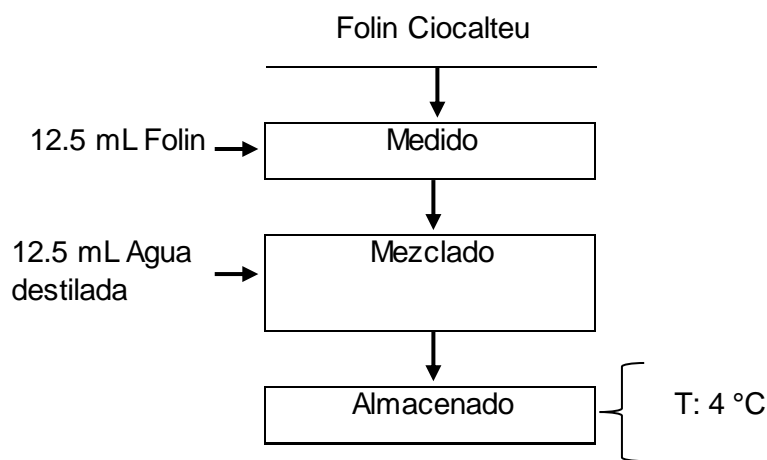 Folin Ciocalteu
12.5 mL Folin
Medido
12.5 mL Agua
destilada
Mezclado
Almacenado
T: 4 °C